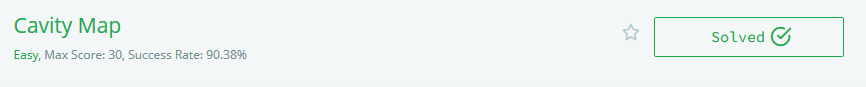 Cavity Map
Easy, Max Score: 30, Success Rate: 90.38%
Solved